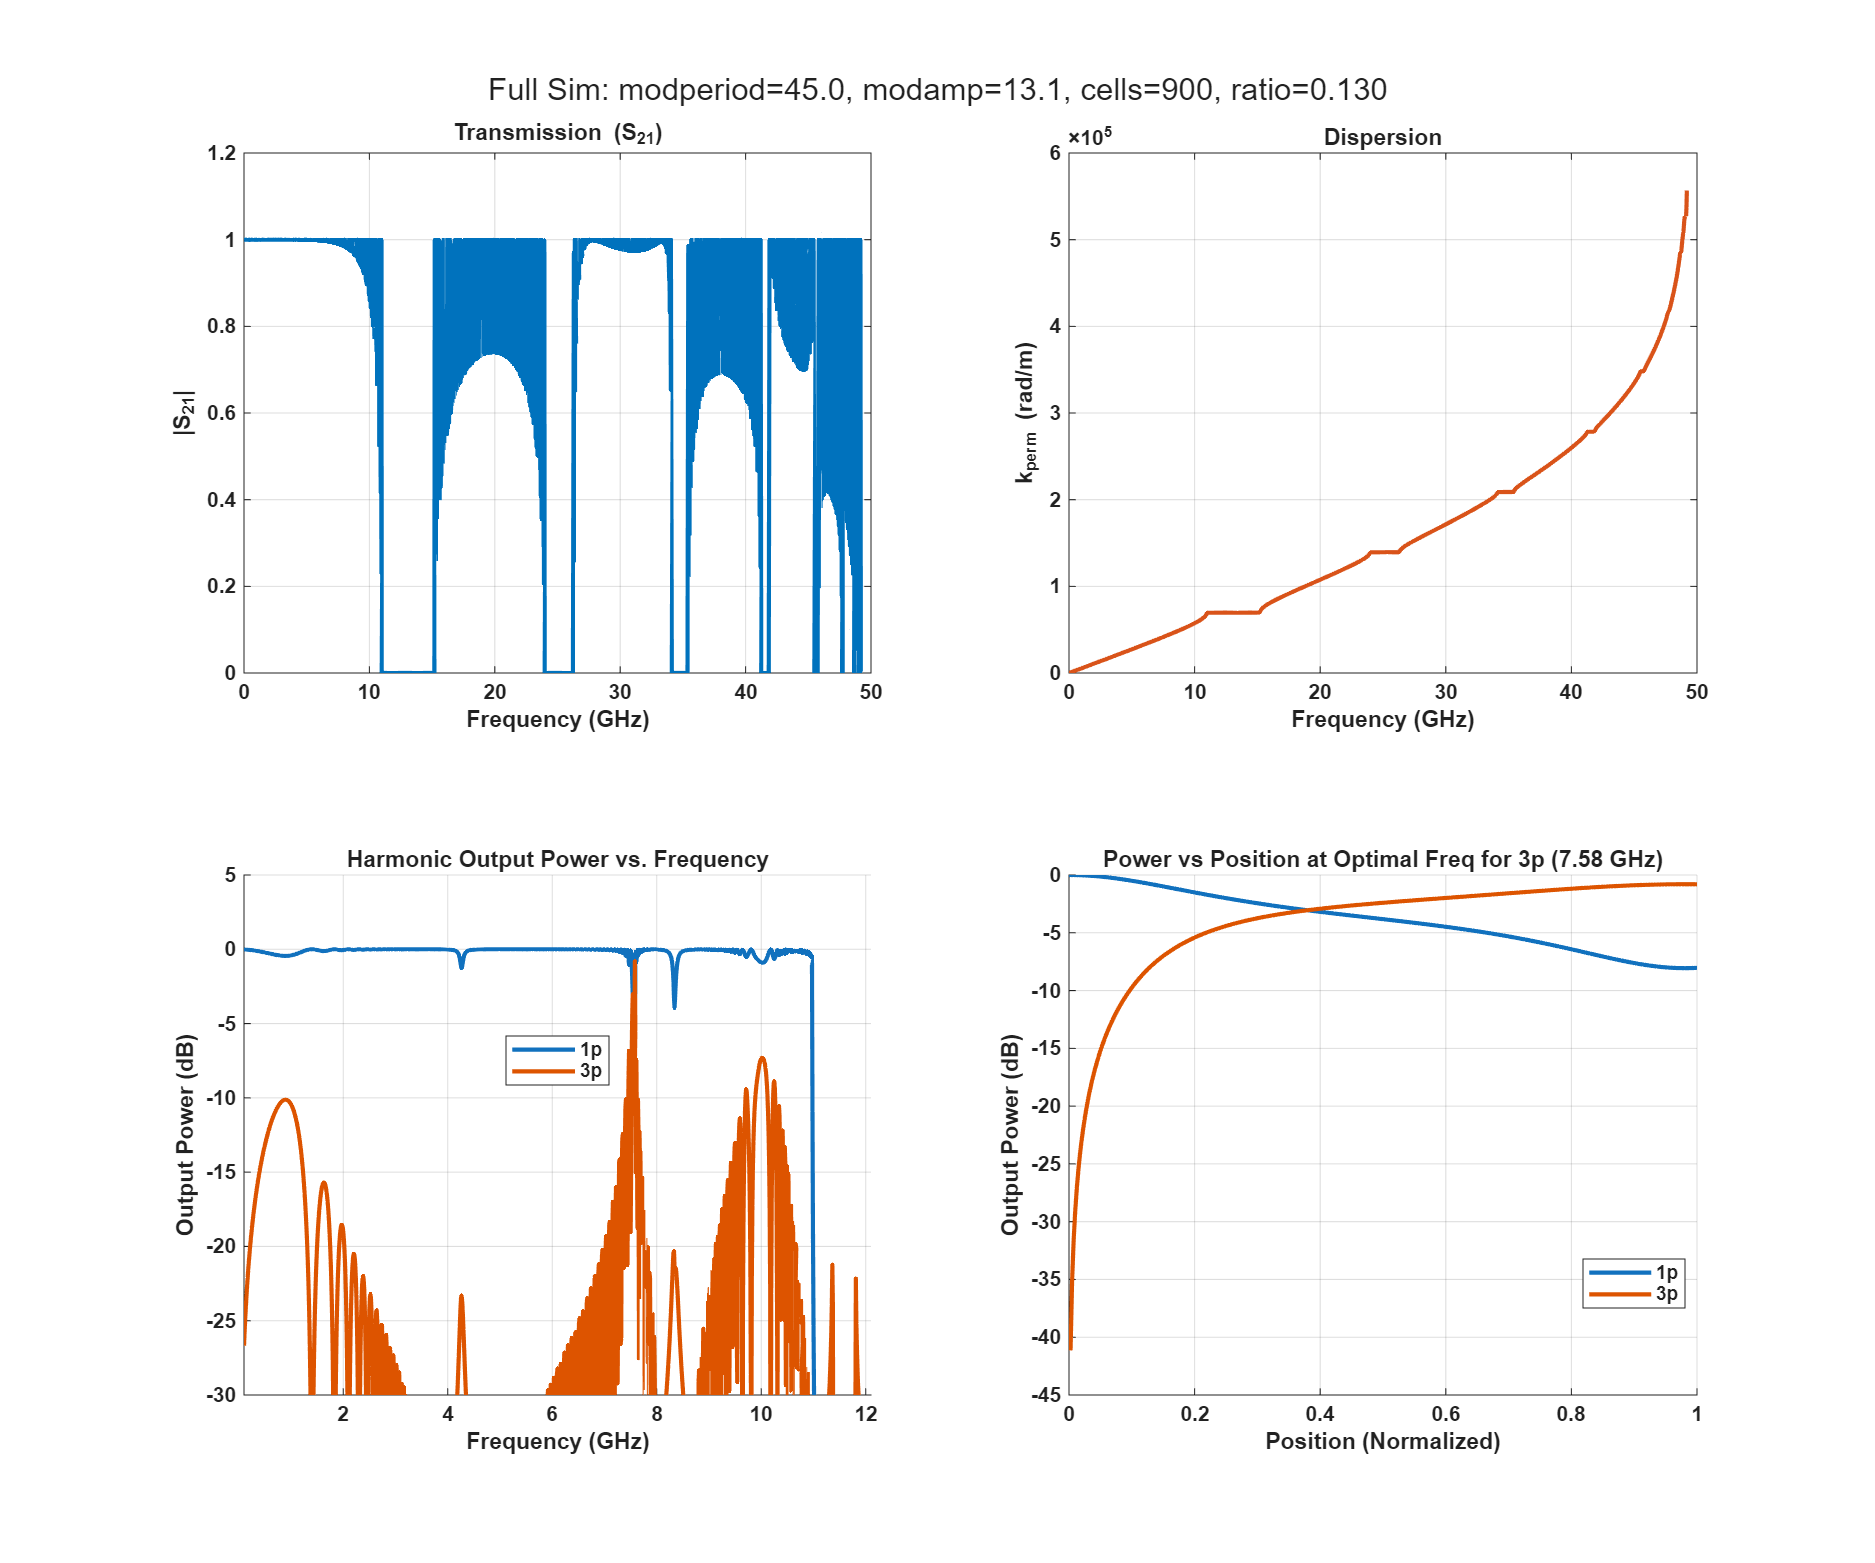 Full Sim: modperiod=45.0, modamp=13.1, cells=900, ratio=0.130
Transmission (S21)
1.2
1
0.8
0.6
0.4
0.2
0
|S21|
0 10 20 30 40 50
Frequency (GHz)
×10^5
Dispersion
6
5
4
3
2
1
0
kperm (rad/m)
0 10 20 30 40 50
Frequency (GHz)
Harmonic Output Power vs. Frequency
5
0
-5
-10
-15
-20
-25
-30
Output Power (dB)
1p
3p
2 4 6 8 10 12
Frequency (GHz)
Power vs Position at Optimal Freq for 3p (7.58 GHz)
0
-5
-10
-15
-20
-25
-30
-35
-40
-45
Output Power (dB)
1p
3p
0 0.2 0.4 0.6 0.8 1
Position (Normalized)